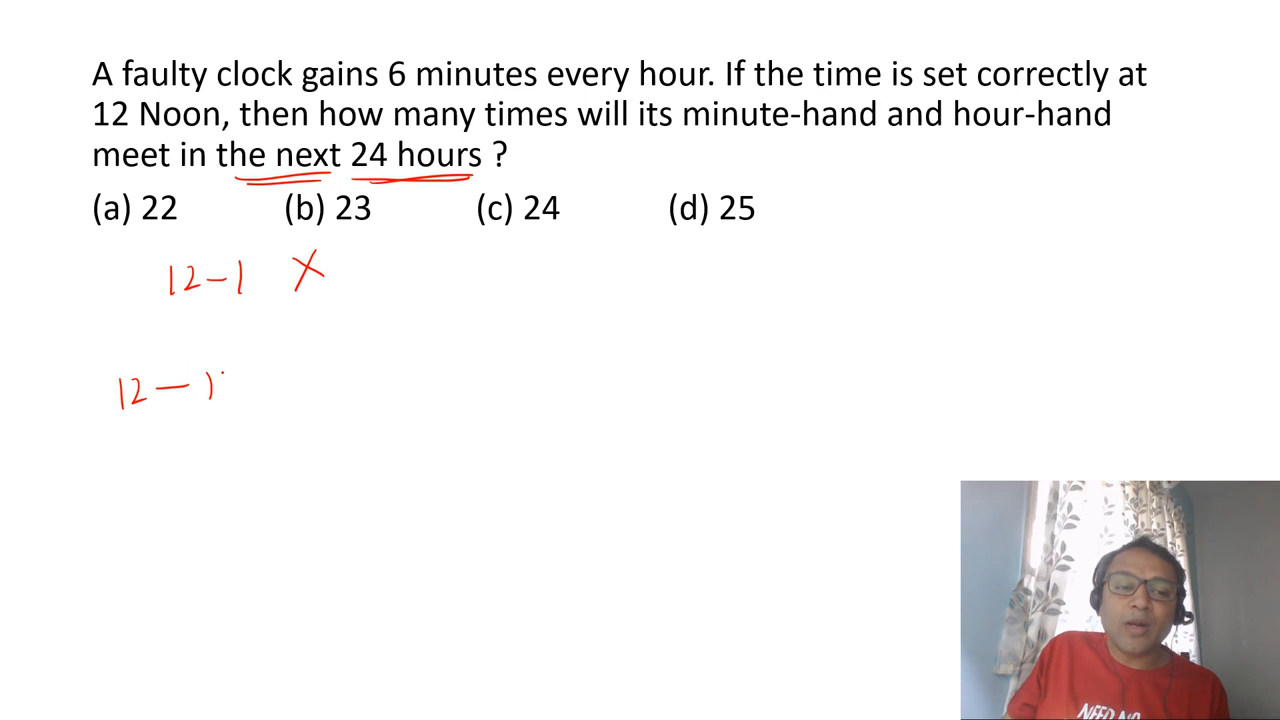 A faulty clock gains 6 minutes every hour. If the time is set correctly at
12 Noon, then how many times will its minute-hand and hour-hand
meet in the next 24 hours ?
(a) 22 (b) 23 (c) 24 (d) 25
12-1 X
12 — 1
NEED NO